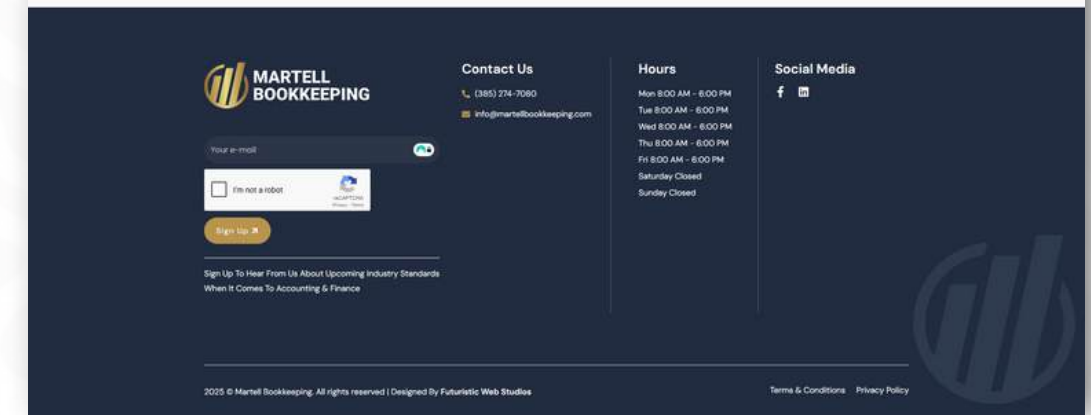 MARTELL
BOOKKEEPING
Your e-mail
I'm not a robot
reCAPTCHA
Privacy - Terms
Sign Up
Sign Up To Hear From Us About Upcoming Industry Standards
When It Comes To Accounting & Finance
Contact Us
(385) 274-7060
info@martellbookkeeping.com
Hours
Mon 8:00 AM - 6:00 PM
Tue 8:00 AM - 6:00 PM
Wed 8:00 AM - 6:00 PM
Thu 8:00 AM - 6:00 PM
Fri 8:00 AM - 6:00 PM
Saturday Closed
Sunday Closed
Social Media
2025 © Martell Bookkeeping. All rights reserved | Designed By Futuristic Web Studios
Terms & Conditions Privacy Policy